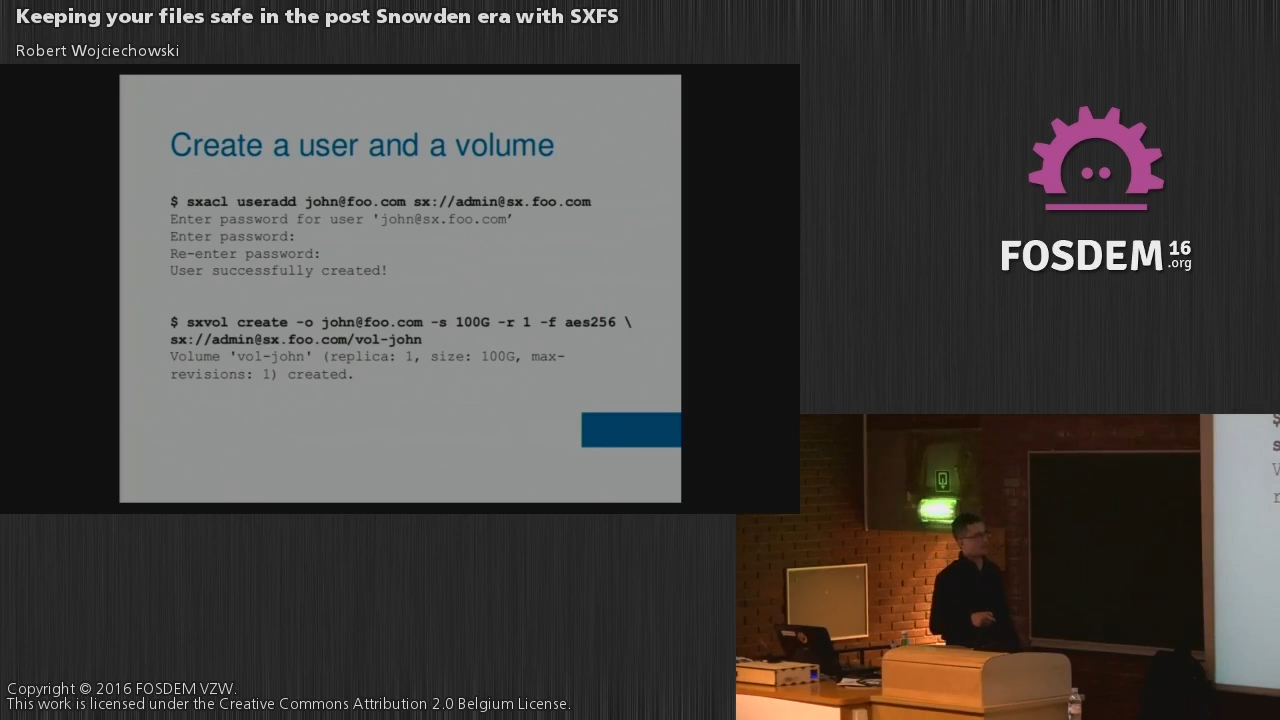 Keeping your files safe in the post Snowden era with SXFS
Robert Wojciechowski
Create a user and a volume
$ sxacl useradd john@foo.com sx://admin@sx.foo.com
Enter password for user 'john@sx.foo.com’
Enter password:
Re-enter password:
User successfully created!
$ sxvol create -o john@foo.com -s 100G -r 1 -f aes256 \
sx://admin@sx.foo.com/vol-john
Volume 'vol-john' (replica: 1, size: 100G, max-
revisions: 1) created.
FOSDEM 16
.org
Copyright © 2016 FOSDEM VZW.
This work is licensed under the Creative Commons Attribution 2.0 Belgium License.